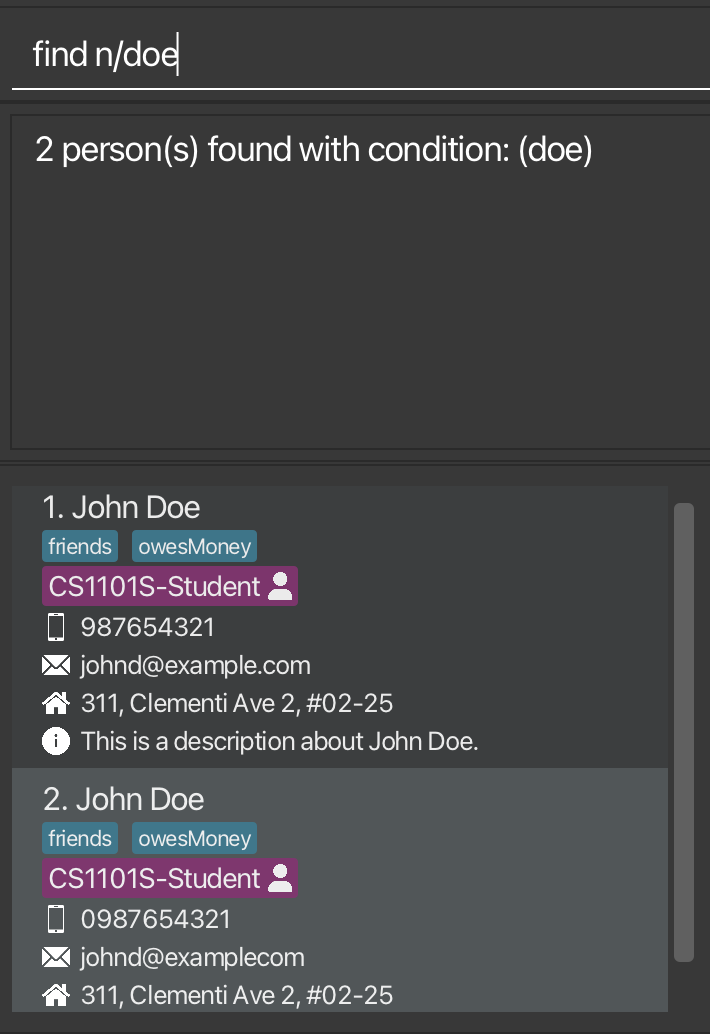 find n/doe
2 person(s) found with condition: (doe)
1. John Doe
friends owesMoney
CS1101S-Student
987654321
johnd@example.com
311, Clementi Ave 2, #02-25
This is a description about John Doe.
2. John Doe
friends owesMoney
CS1101S-Student
0987654321
johnd@examplecom
311, Clementi Ave 2, #02-25